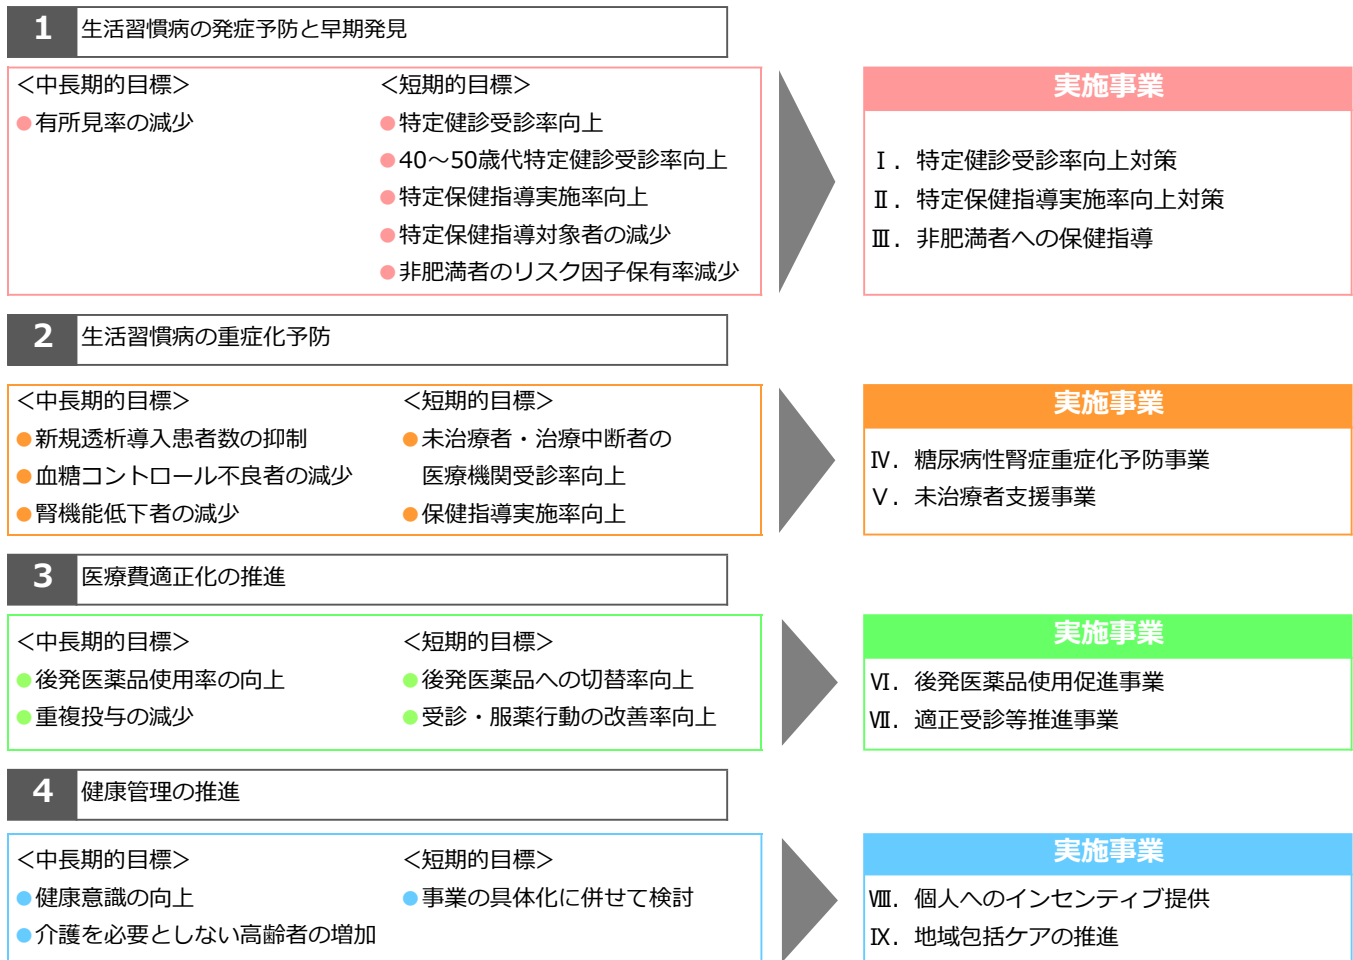 1 生活習慣病の発症予防と早期発見
＜中長期的目標＞
●有所見率の減少
＜短期的目標＞
●特定健診受診率向上
●40～50歳代特定健診受診率向上
●特定保健指導実施率向上
●特定保健指導対象者の減少
●非肥満者のリスク因子保有率減少
実施事業
Ⅰ．特定健診受診率向上対策
Ⅱ．特定保健指導実施率向上対策
Ⅲ．非肥満者への保健指導
2 生活習慣病の重症化予防
＜中長期的目標＞
●新規透析導入患者数の抑制
●血糖コントロール不良者の減少
●腎機能低下者の減少
＜短期的目標＞
●未治療者・治療中断者の
医療機関受診率向上
●保健指導実施率向上
実施事業
Ⅳ．糖尿病性腎症重症化予防事業
Ⅴ．未治療者支援事業
3 医療費適正化の推進
＜中長期的目標＞
●後発医薬品使用率の向上
●重複投与の減少
＜短期的目標＞
●後発医薬品への切替率向上
●受診・服薬行動の改善率向上
実施事業
Ⅵ．後発医薬品使用促進事業
Ⅶ．適正受診等推進事業
4 健康管理の推進
＜中長期的目標＞
●健康意識の向上
●介護を必要としない高齢者の増加
＜短期的目標＞
●事業の具体化に併せて検討
実施事業
Ⅷ．個人へのインセンティブ提供
Ⅸ．地域包括ケアの推進